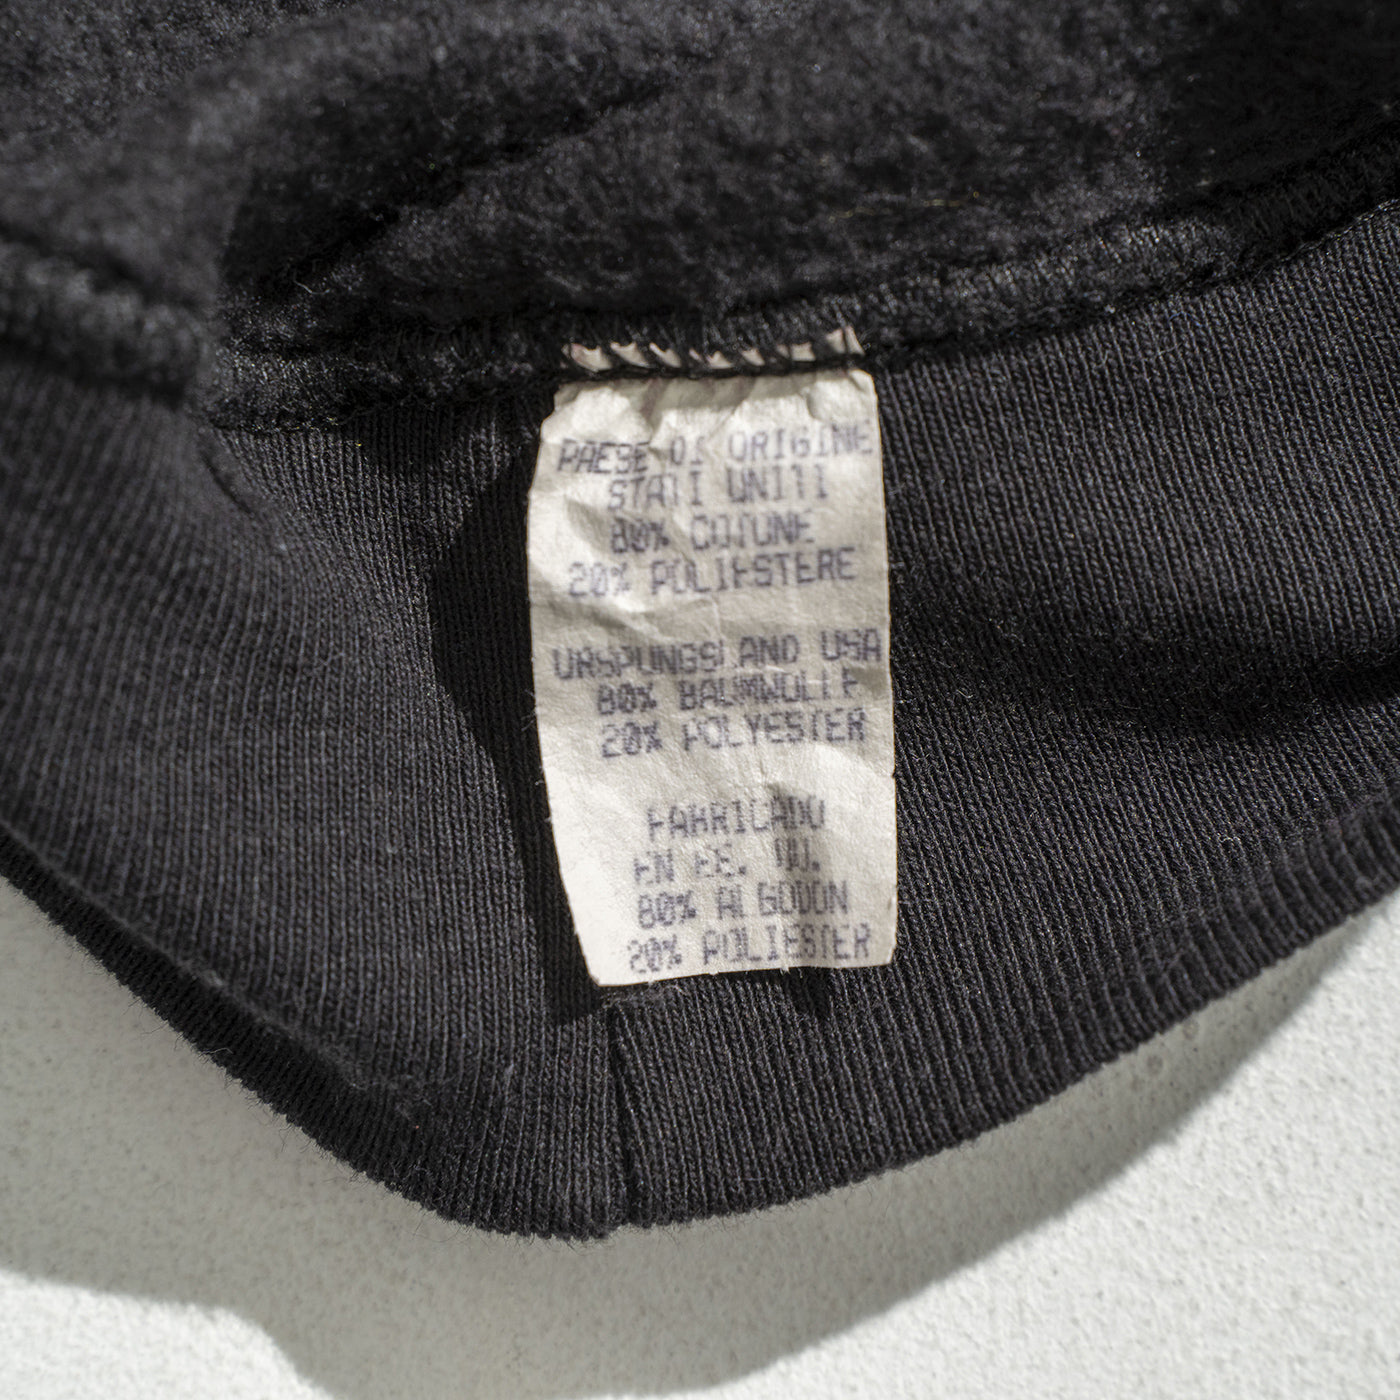 PAESE DI ORIGINE
STATI UNITI
80% COTONE
20% POLIESTERE
URSPUNGSLAND USA
80% BAUMWOLLE
20% POLYESTER
FABRICADO
EN EE. UU.
80% ALGODON
20% POLIESTER